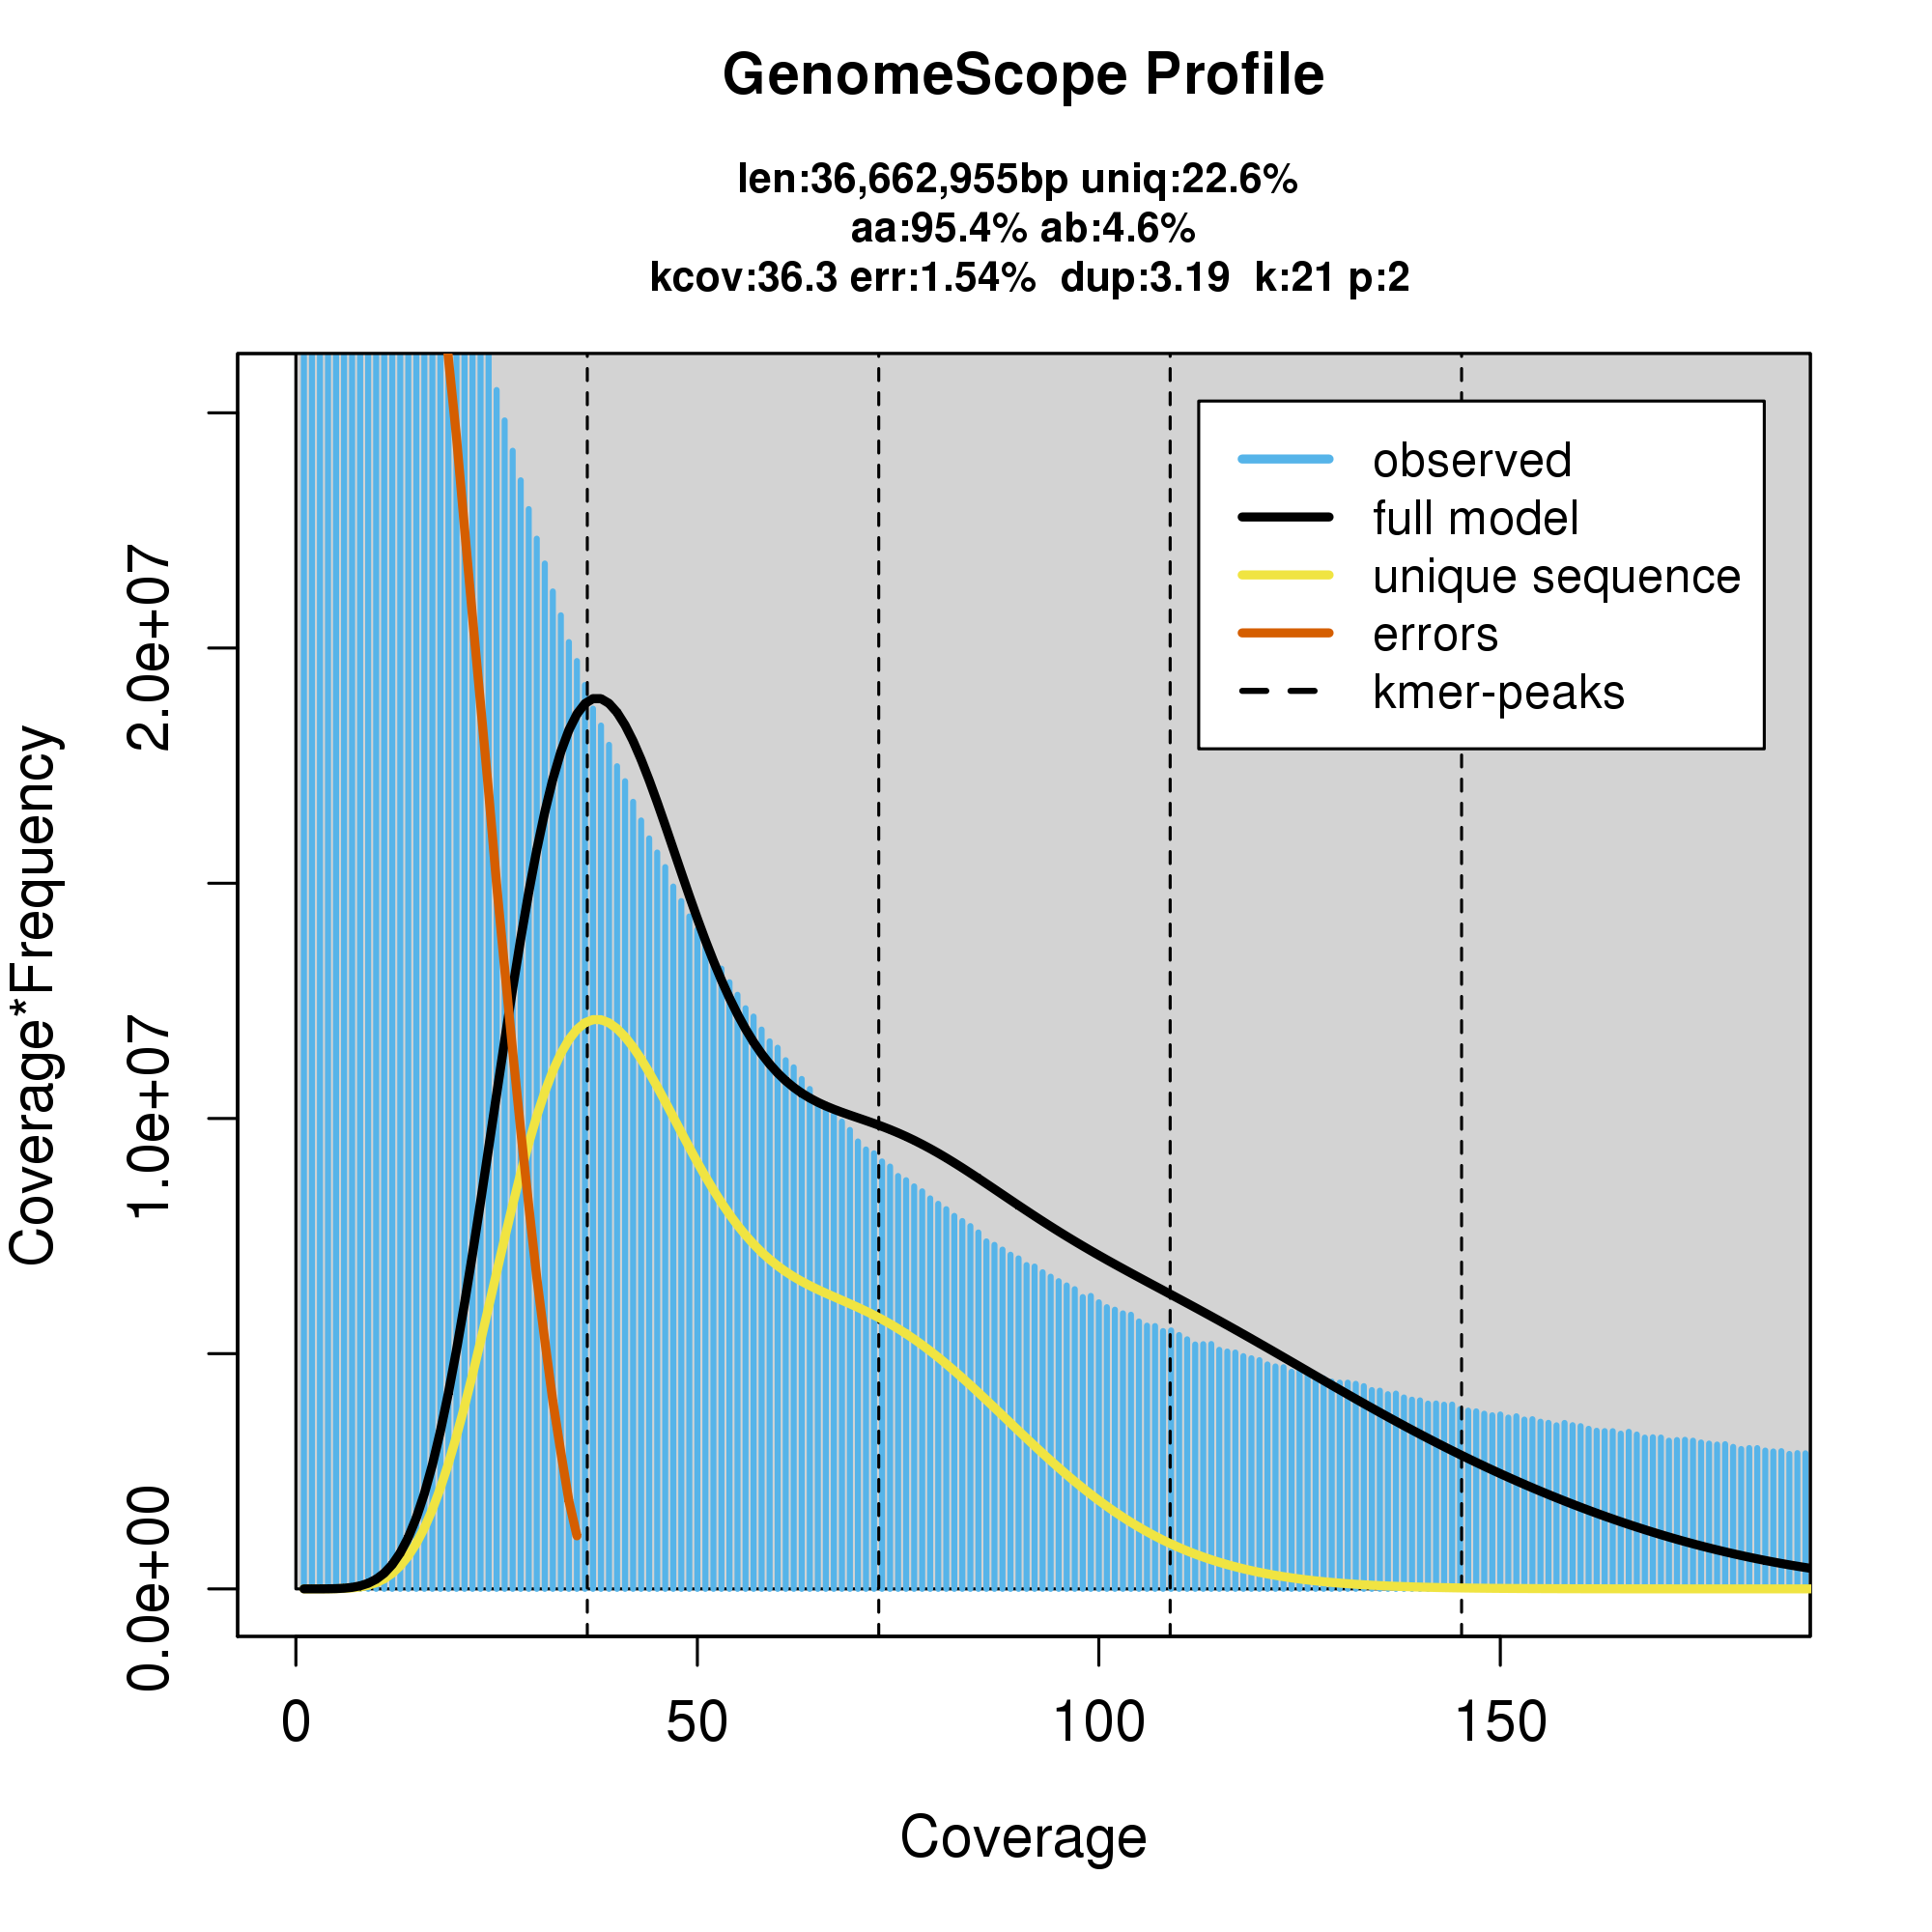 GenomeScope Profile
len:36,662,955bp uniq:22.6%
aa:95.4% ab:4.6%
kcov:36.3 err:1.54% dup:3.19 k:21 p:2
observed
full model
unique sequence
errors
kmer-peaks
Coverage*Frequency
2.0e+07
1.0e+07
0.0e+00
0 50 100 150
Coverage